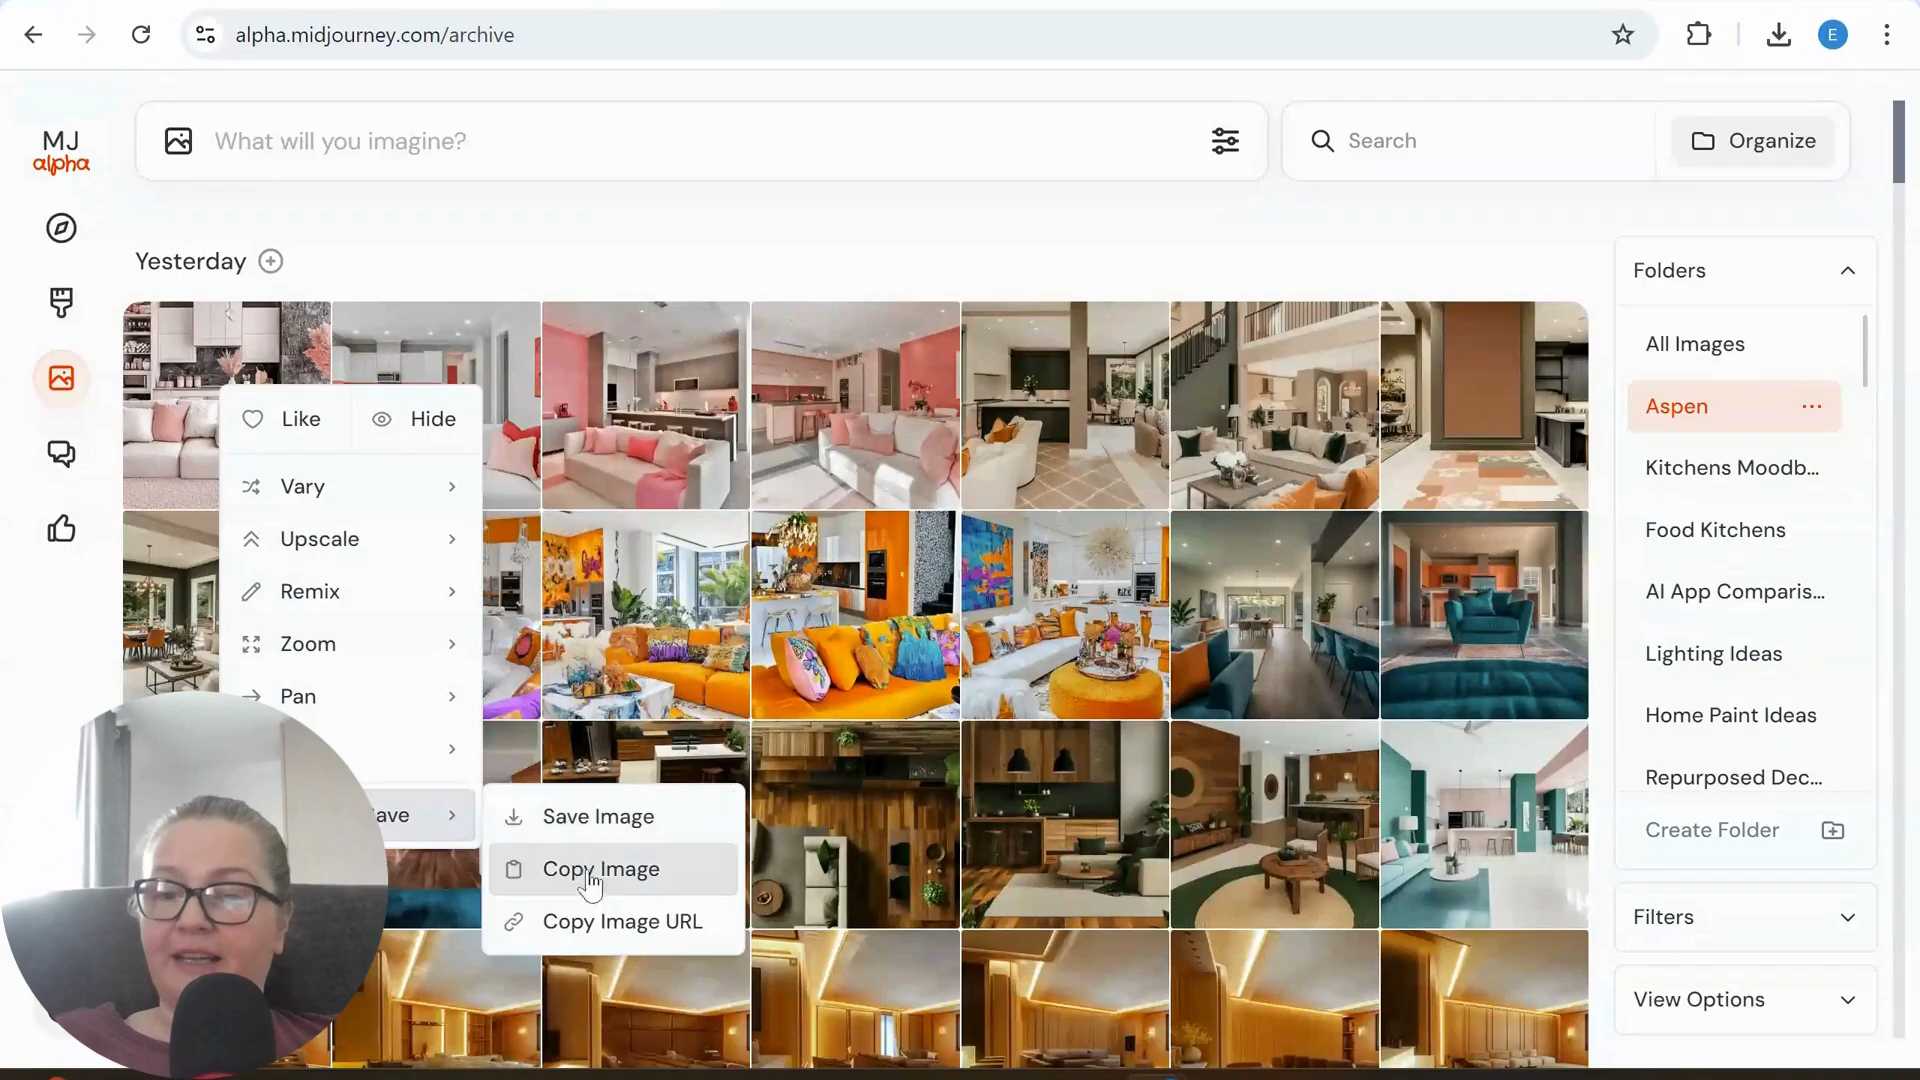 alpha.midjourney.com/archive
E
MJ
alpha
What will you imagine?
Search
Organize
Yesterday
Like
Hide
Vary
Upscale
Remix
Zoom
Pan
ave
Save Image
Copy Image
Copy Image URL
Folders
All Images
Aspen
Kitchens Moodb...
Food Kitchens
AI App Comparis...
Lighting Ideas
Home Paint Ideas
Repurposed Dec...
Create Folder
Filters
View Options